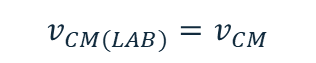 v_{CM(LAB)} = v_{CM}